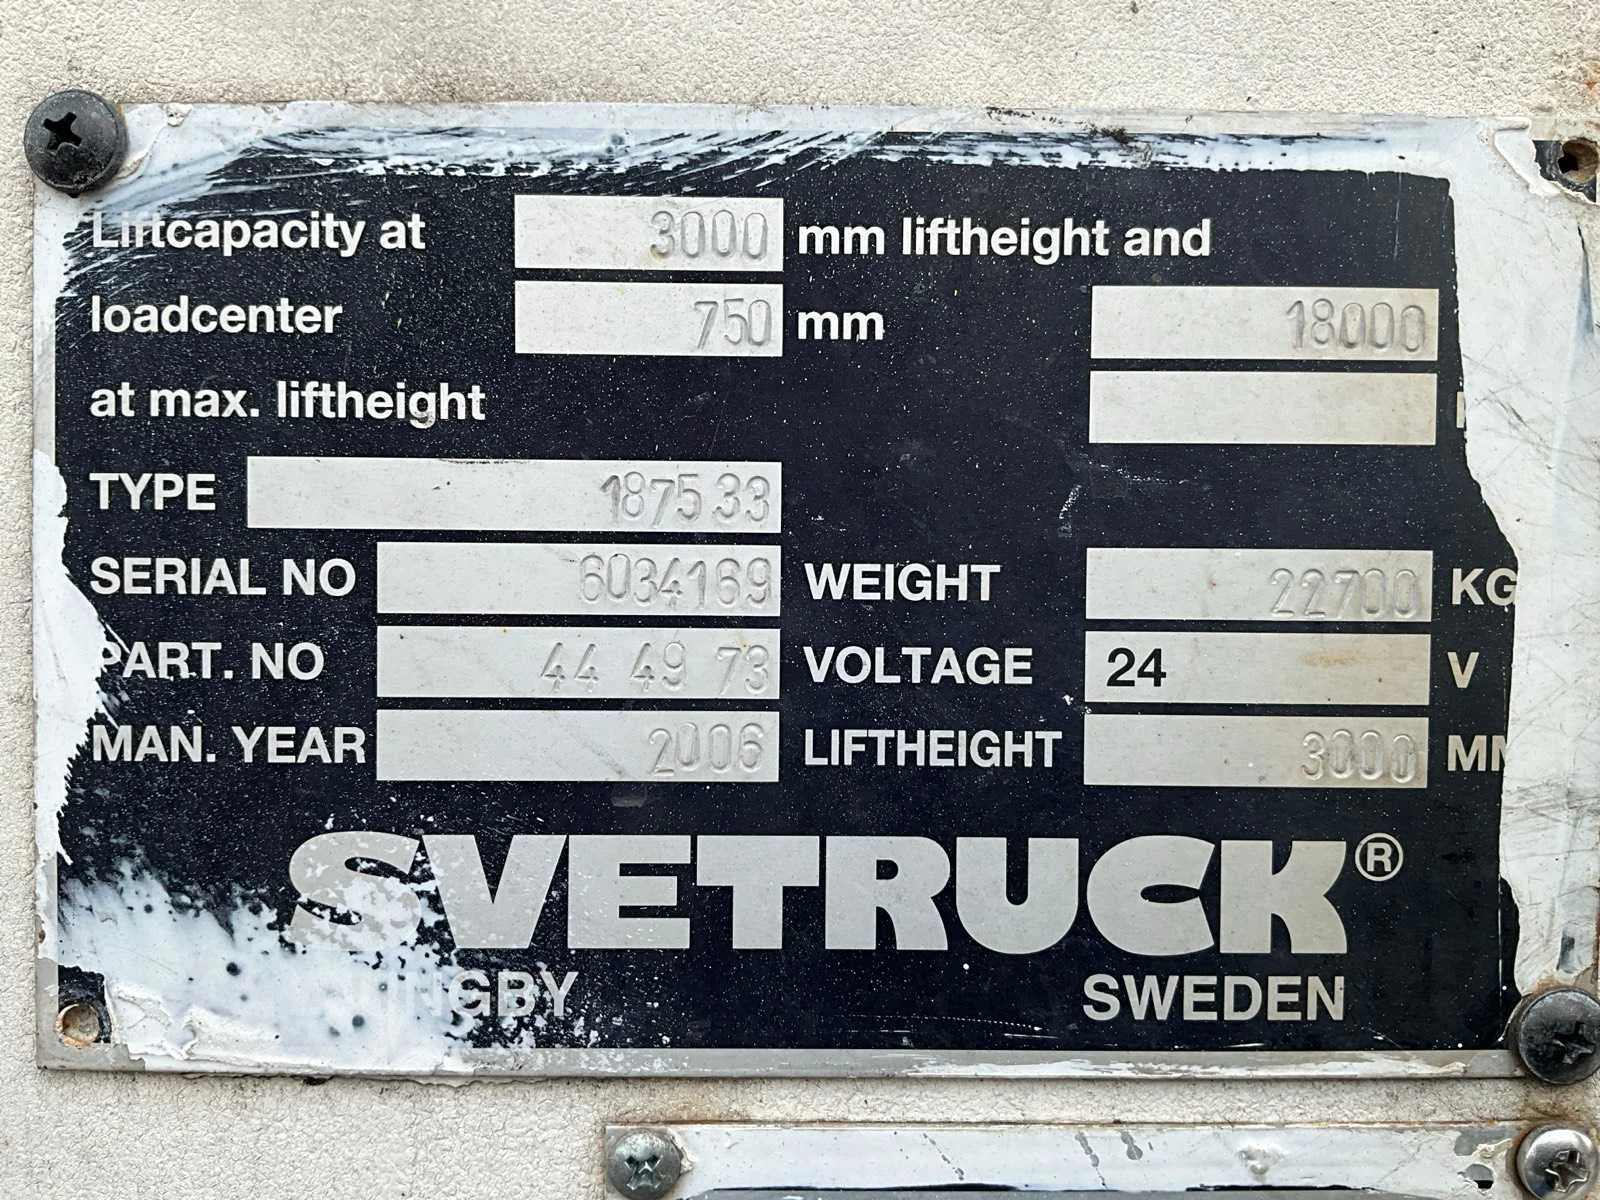 Liftcapacity at 3000 mm liftheight and
loadcenter 750 mm 18000
at max. liftheight
TYPE 1875 33
SERIAL NO 6034169 WEIGHT 22700 KG
PART. NO 44 49 73 VOLTAGE 24 V
MAN. YEAR 2006 LIFTHEIGHT 3000 MM
SVETRUCK®
SWEDEN